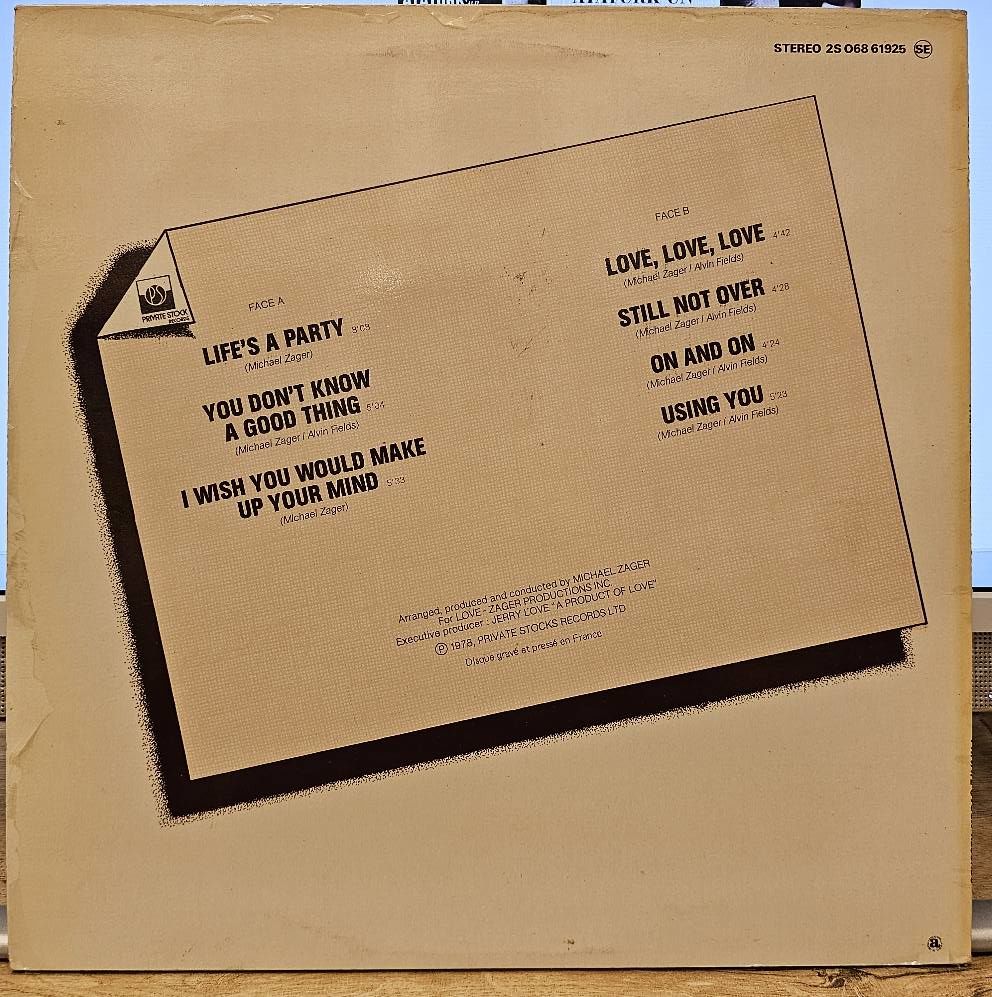 STEREO 2S 068 61925 SE
PS
PRIVATE STOCK
RECORDS
FACE A
LIFE'S A PARTY 3'03
(Michael Zager)
YOU DON'T KNOW
A GOOD THING 5'04
(Michael Zager / Alvin Fields)
I WISH YOU WOULD MAKE
UP YOUR MIND 5'33
(Michael Zager)
FACE B
LOVE, LOVE, LOVE 4'42
(Michael Zager / Alvin Fields)
STILL NOT OVER 4'28
(Michael Zager / Alvin Fields)
ON AND ON 4'24
(Michael Zager / Alvin Fields)
USING YOU 5'23
(Michael Zager / Alvin Fields)
Arranged, produced and conducted by MICHAEL ZAGER
For LOVE - ZAGER PRODUCTIONS INC.
Executive producer : JERRY LOVE "A PRODUCT OF LOVE"
Ⓟ 1978, PRIVATE STOCKS RECORDS LTD
Disque gravé et pressé en France
a